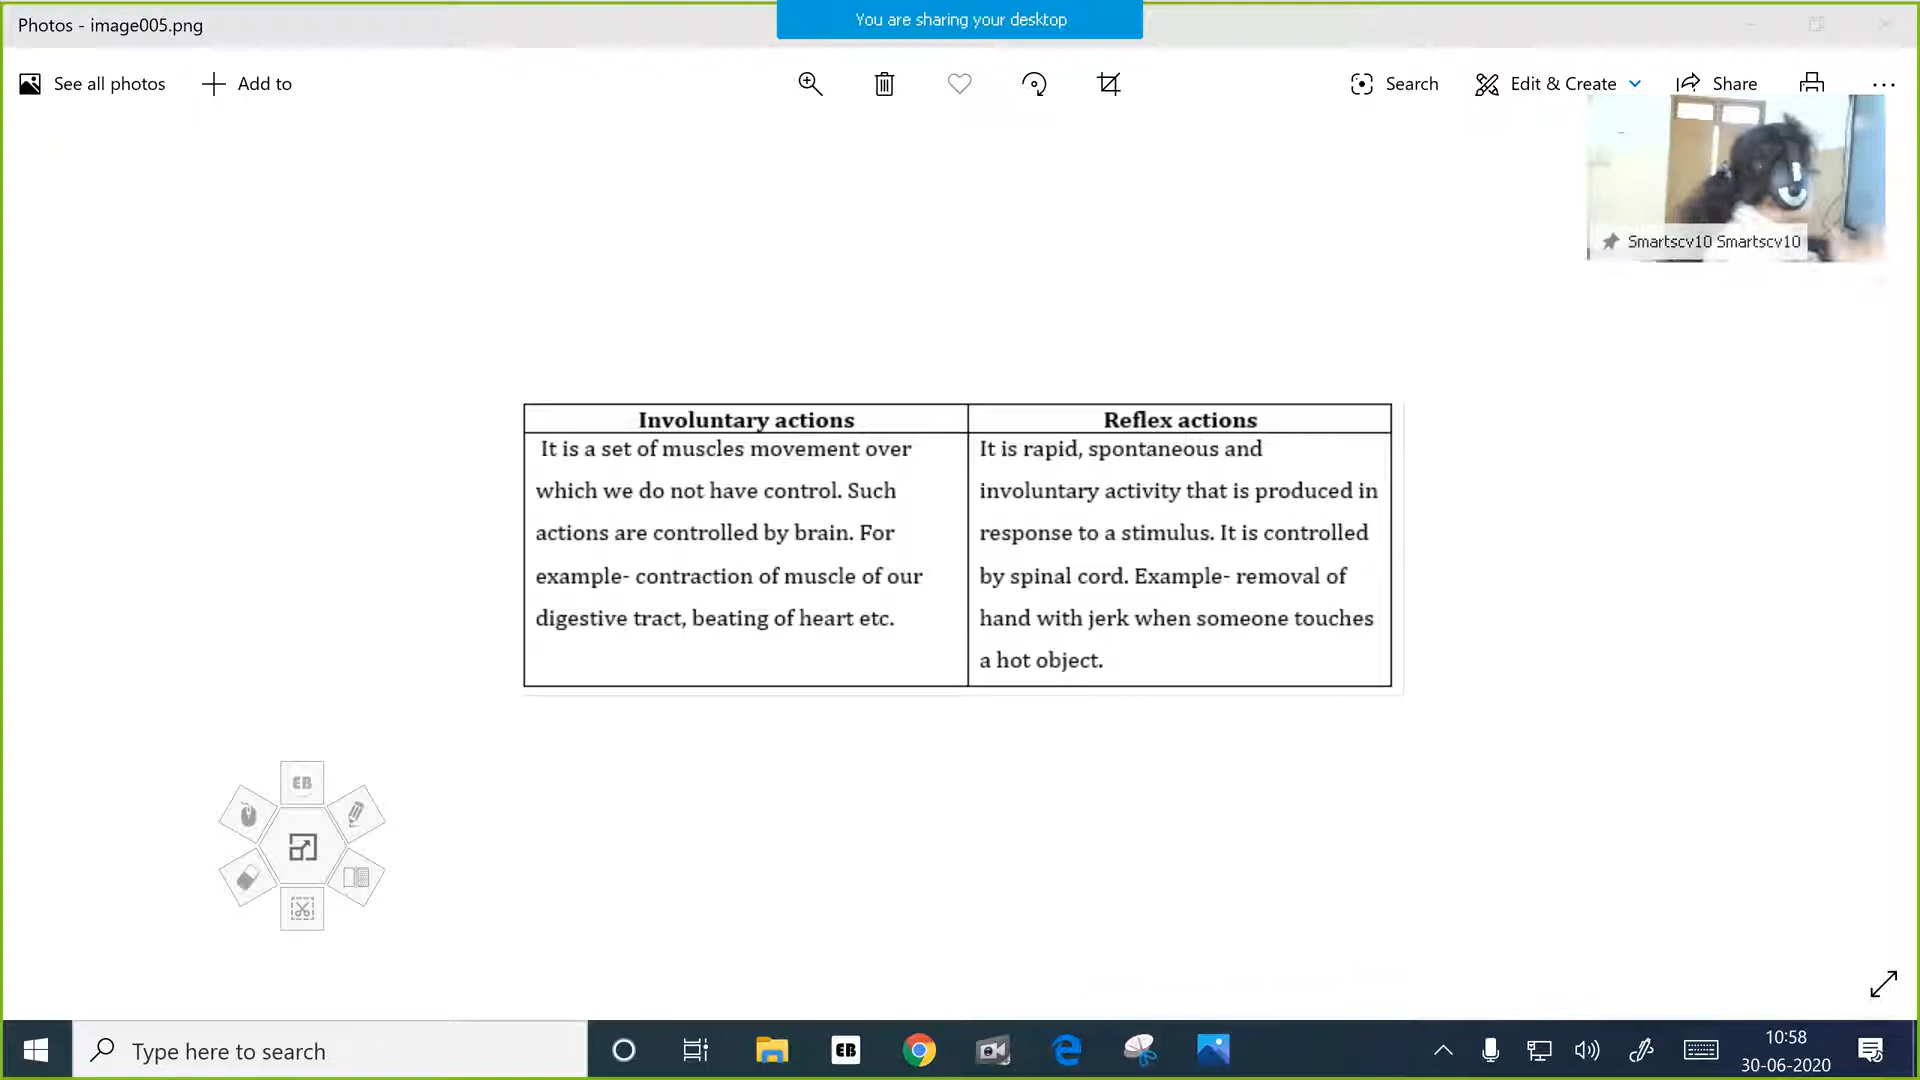 Photos - image005.png
You are sharing your desktop
See all photos
Add to
Search
Edit & Create
Share
Smartscv10 Smartscv10
Involuntary actions
Reflex actions
It is a set of muscles movement over
which we do not have control. Such
actions are controlled by brain. For
example- contraction of muscle of our
digestive tract, beating of heart etc.
It is rapid, spontaneous and
involuntary activity that is produced in
response to a stimulus. It is controlled
by spinal cord. Example- removal of
hand with jerk when someone touches
a hot object.
EB
Type here to search
EB
10:58
30-06-2020